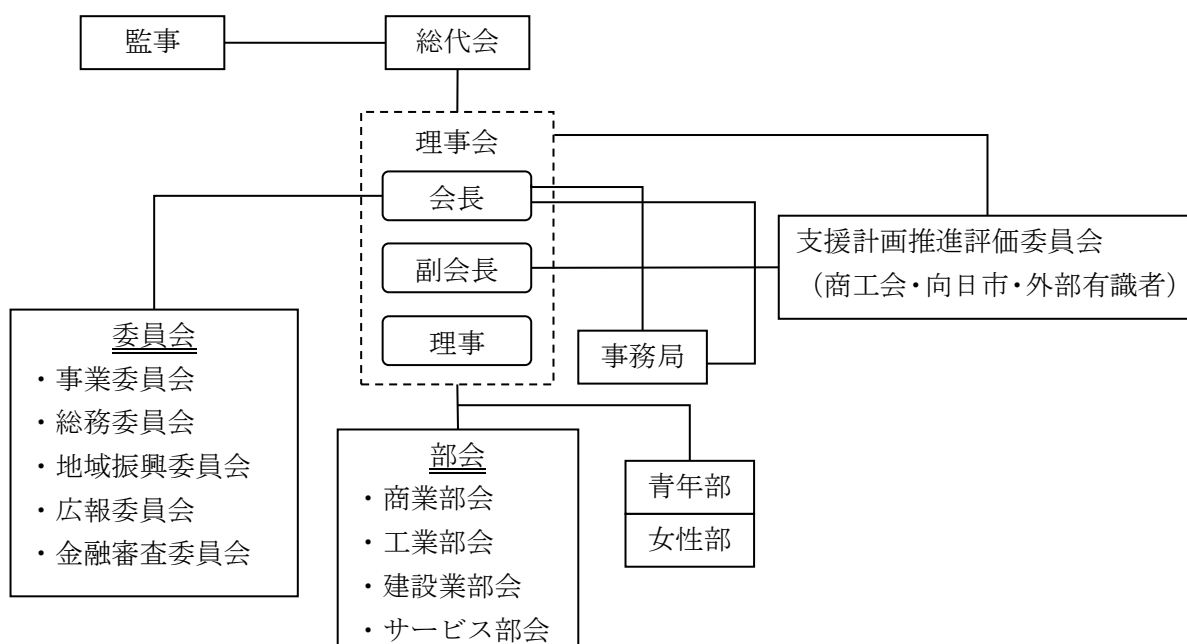 監事
総代会
理事会
会長
副会長
理事
支援計画推進評価委員会
（商工会・向日市・外部有識者）
事務局
委員会
・事業委員会
・総務委員会
・地域振興委員会
・広報委員会
・金融審査委員会
部会
・商業部会
・工業部会
・建設業部会
・サービス部会
青年部
女性部